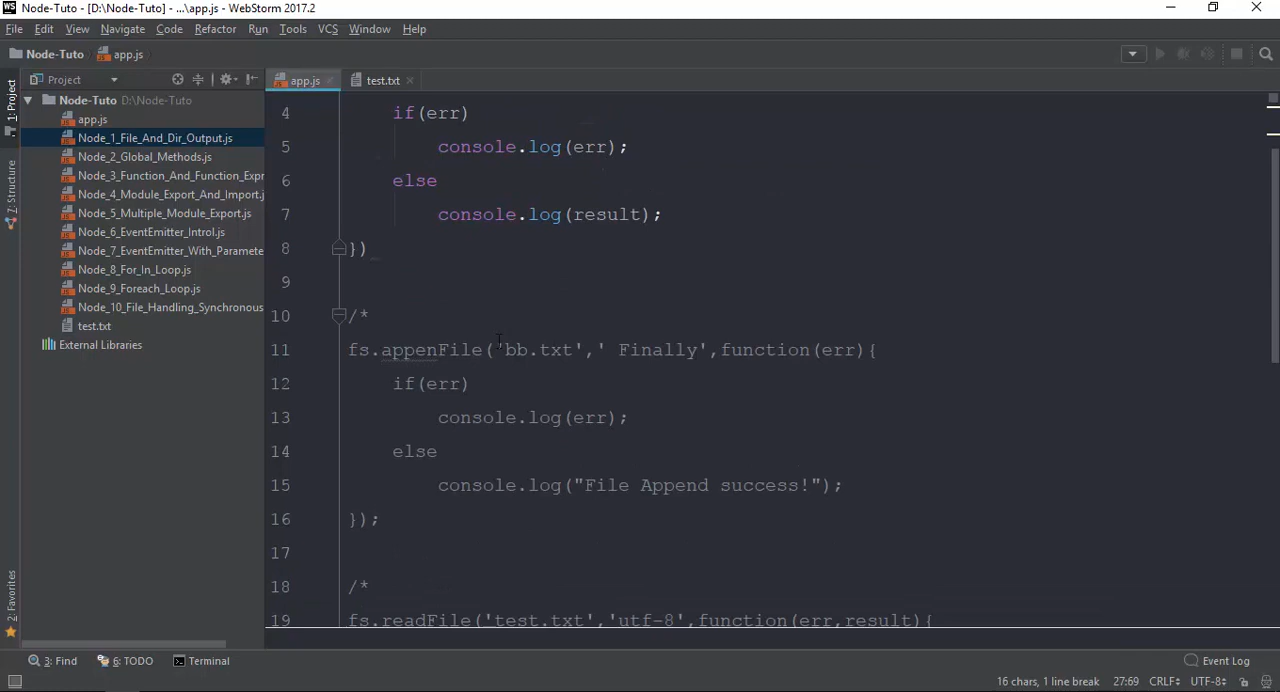 WS Node-Tuto [D:\Node-Tuto] - ...\app.js - WebStorm 2017.2
File Edit View Navigate Code Refactor Run Tools VCS Window Help
Node-Tuto app.js
Project
app.js
test.txt
1: Project
7: Structure
2: Favorites
Node-Tuto D:\Node-Tuto
app.js
Node_1_File_And_Dir_Output.js
Node_2_Global_Methods.js
Node_3_Function_And_Function_Expr
Node_4_Module_Export_And_Import.j
Node_5_Multiple_Module_Export.js
Node_6_EventEmitter_Introl.js
Node_7_EventEmitter_With_Paramete
Node_8_For_In_Loop.js
Node_9_Foreach_Loop.js
Node_10_File_Handling_Synchronous
test.txt
External Libraries
4 if(err)
5 console.log(err);
6 else
7 console.log(result);
8 })
9
10 /*
11 fs.appenFile('bb.txt',' Finally',function(err){
12 if(err)
13 console.log(err);
14 else
15 console.log("File Append success!");
16 });
17
18 /*
19 fs.readFile('test.txt','utf-8',function(err,result){
3: Find 6: TODO Terminal Event Log
16 chars, 1 line break 27:69 CRLF UTF-8